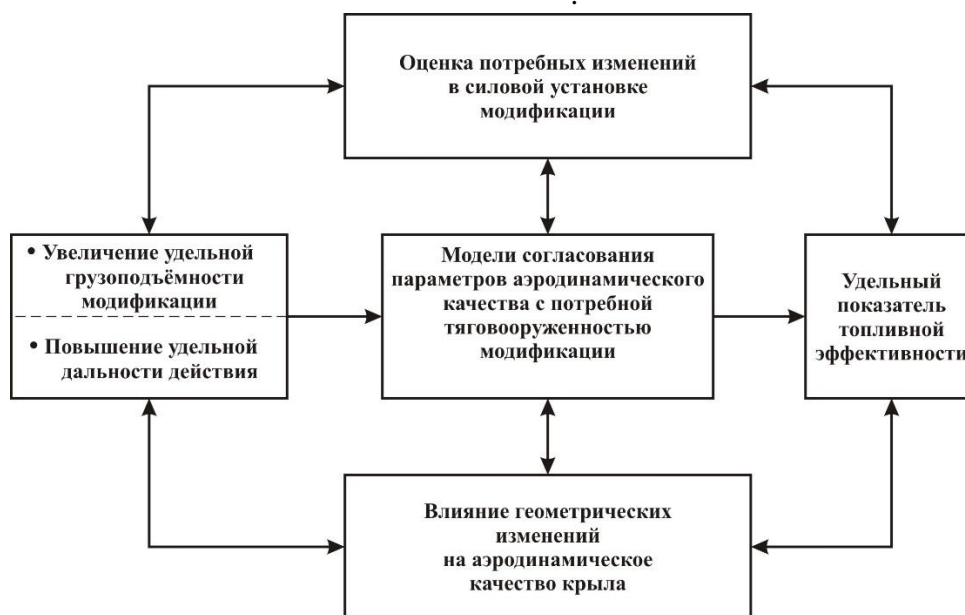 Оценка потребных изменений
в силовой установке
модификации
• Увеличение удельной
грузоподъёмности
модификации
• Повышение удельной
дальности действия
Модели согласования
параметров аэродинамического
качества с потребной
тяговооруженностью
модификации
Удельный
показатель
топливной
эффективности
Влияние геометрических
изменений
на аэродинамическое
качество крыла